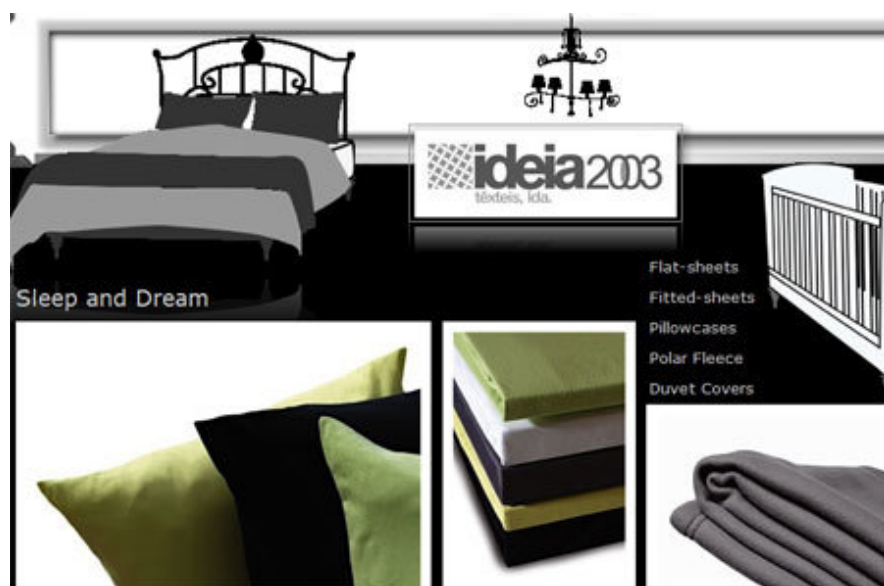 ideia2003
têxteis, lda.
Sleep and Dream
Flat-sheets
Fitted-sheets
Pillowcases
Polar Fleece
Duvet Covers